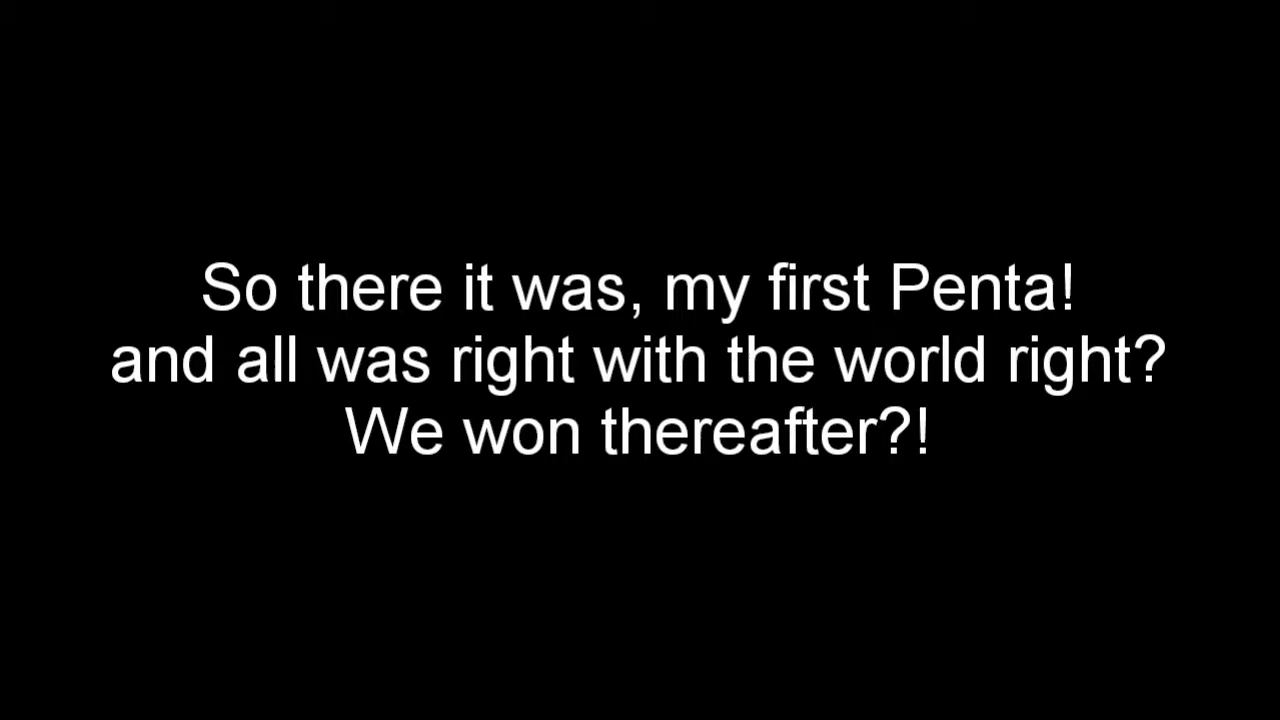 So there it was, my first Penta!
and all was right with the world right?
We won thereafter?!